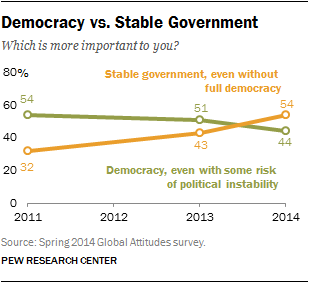 Democracy vs. Stable Government
Which is more important to you?
80%
Stable government, even without
full democracy
54
54
51
60
40
32
43
44
Democracy, even with some risk
of political instability
20
0
2011 2012 2013 2014
Source: Spring 2014 Global Attitudes survey.
PEW RESEARCH CENTER